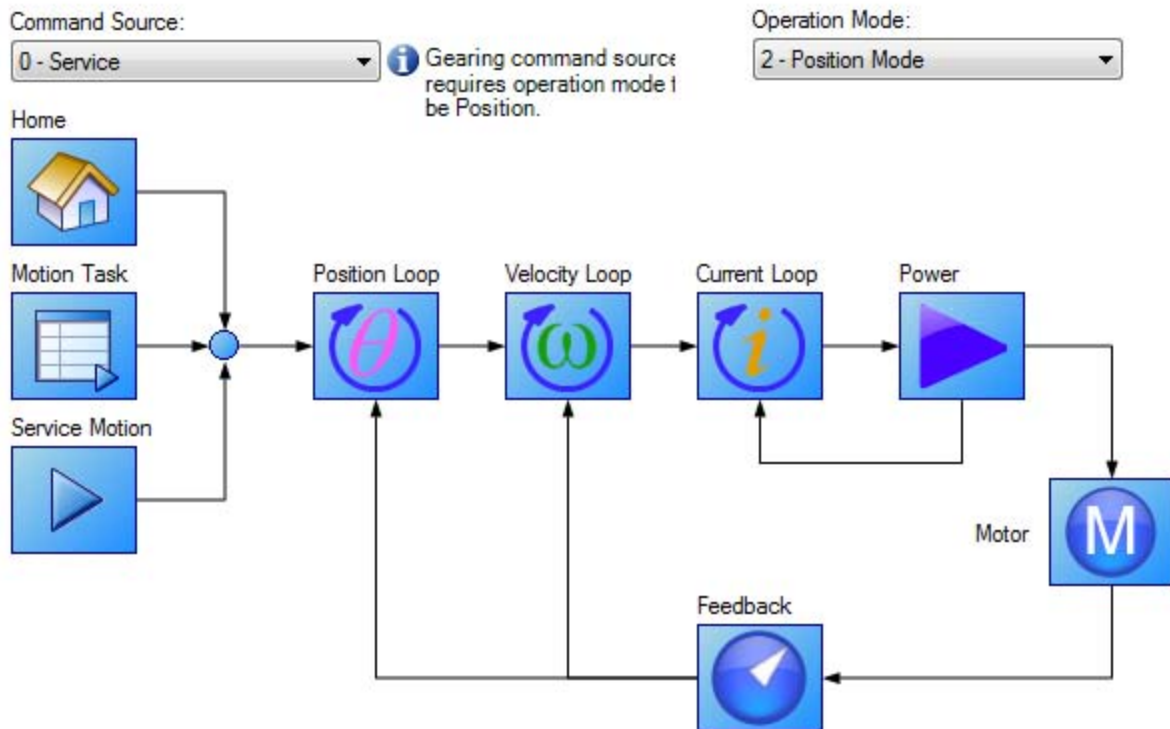 Command Source:
Operation Mode:
0 - Service
2 - Position Mode
Gearing command source
requires operation mode
be Position.
Home
Motion Task
Position Loop
Velocity Loop
Current Loop
Power
θ
ω
i
Service Motion
Motor
M
Feedback